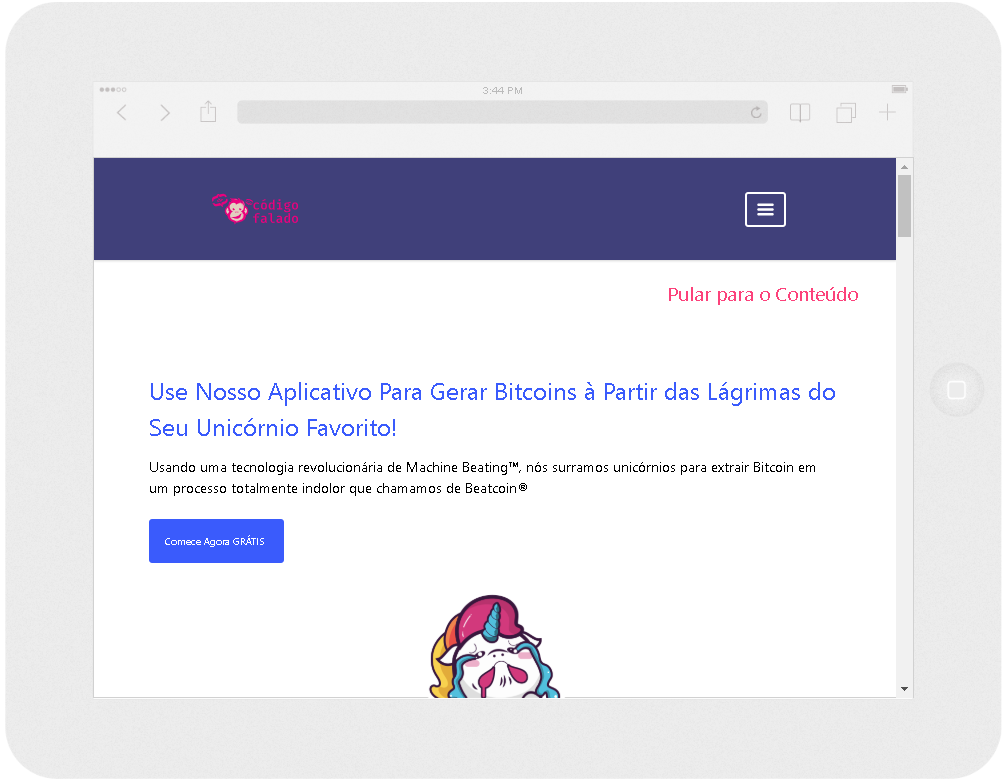 3:44 PM
código
falado
Pular para o Conteúdo
Use Nosso Aplicativo Para Gerar Bitcoins à Partir das Lágrimas do
Seu Unicórnio Favorito!
Usando uma tecnologia revolucionária de Machine Beating™, nós surramos unicórnios para extrair Bitcoin em
um processo totalmente indolor que chamamos de Beatcoin®
Comece Agora GRÁTIS